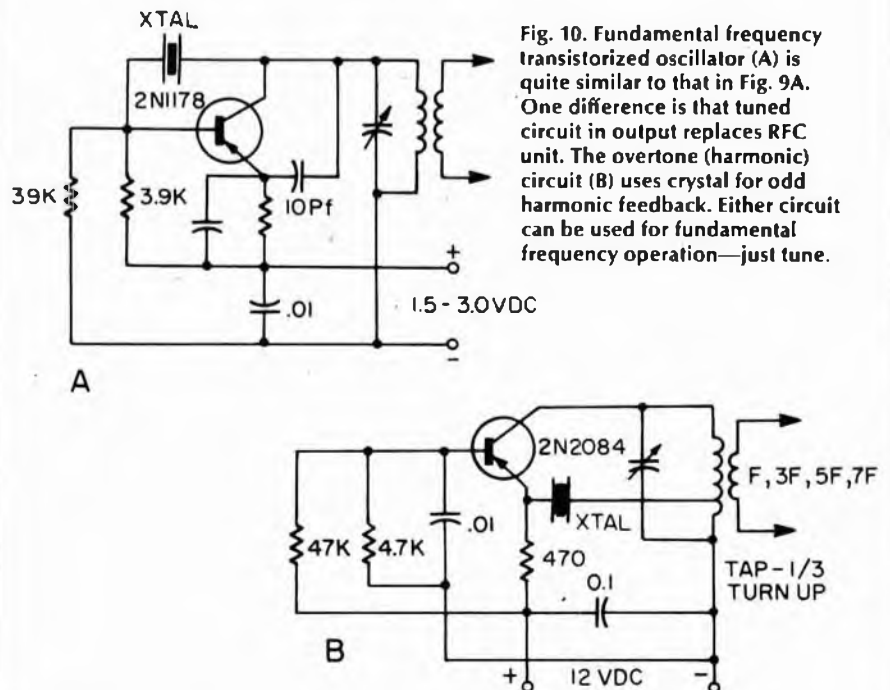 XTAL
2N1178
39K
3.9K
10Pf
.01
+
1.5 - 3.0 VDC
-
A
Fig. 10. Fundamental frequency
transistorized oscillator (A) is
quite similar to that in Fig. 9A.
One difference is that tuned
circuit in output replaces RFC
unit. The overtone (harmonic)
circuit (B) uses crystal for odd
harmonic feedback. Either circuit
can be used for fundamental
frequency operation—just tune.
2N2084
F, 3F, 5F, 7F
XTAL
47K
4.7K
.01
470
0.1
TAP - 1/3
TURN UP
B
+
12 VDC
-